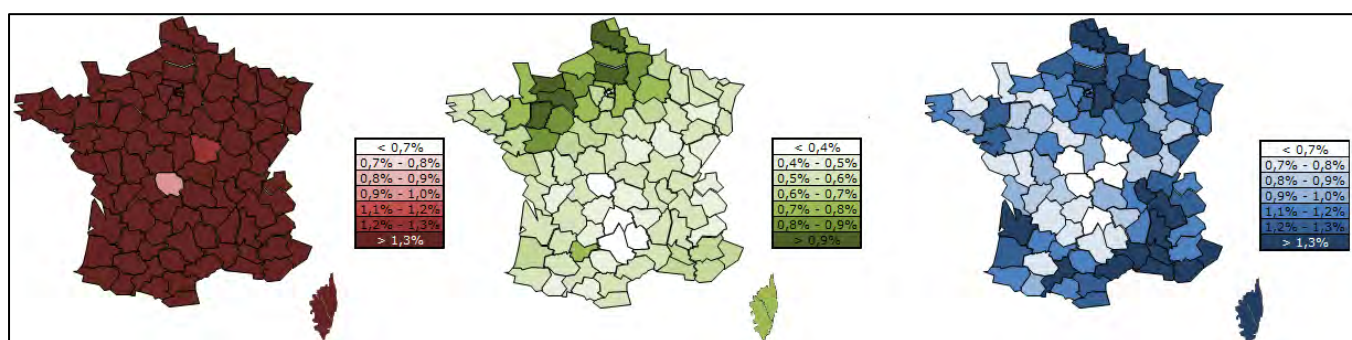 < 0,7%
0,7% - 0,8%
0,8% - 0,9%
0,9% - 1,0%
1,1% - 1,2%
1,2% - 1,3%
> 1,3%
< 0,4%
0,4% - 0,5%
0,5% - 0,6%
0,6% - 0,7%
0,7% - 0,8%
0,8% - 0,9%
> 0,9%
< 0,7%
0,7% - 0,8%
0,8% - 0,9%
0,9% - 1,0%
1,1% - 1,2%
1,2% - 1,3%
> 1,3%